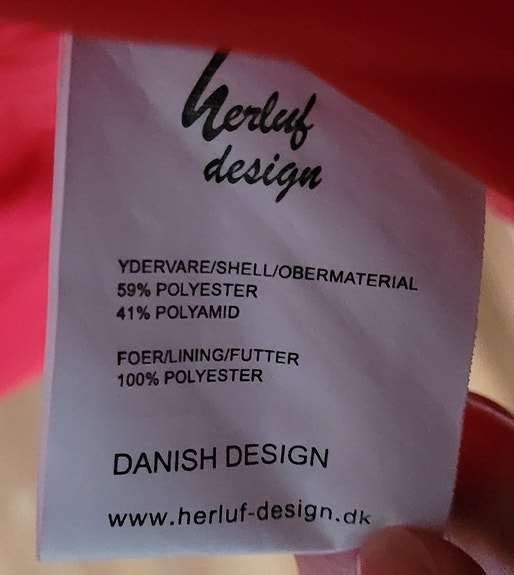 herluf
design
YDERVARE/SHELL/OBERMATERIAL
59% POLYESTER
41% POLYAMID
FOER/LINING/FUTTER
100% POLYESTER
DANISH DESIGN
www.herluf-design.dk